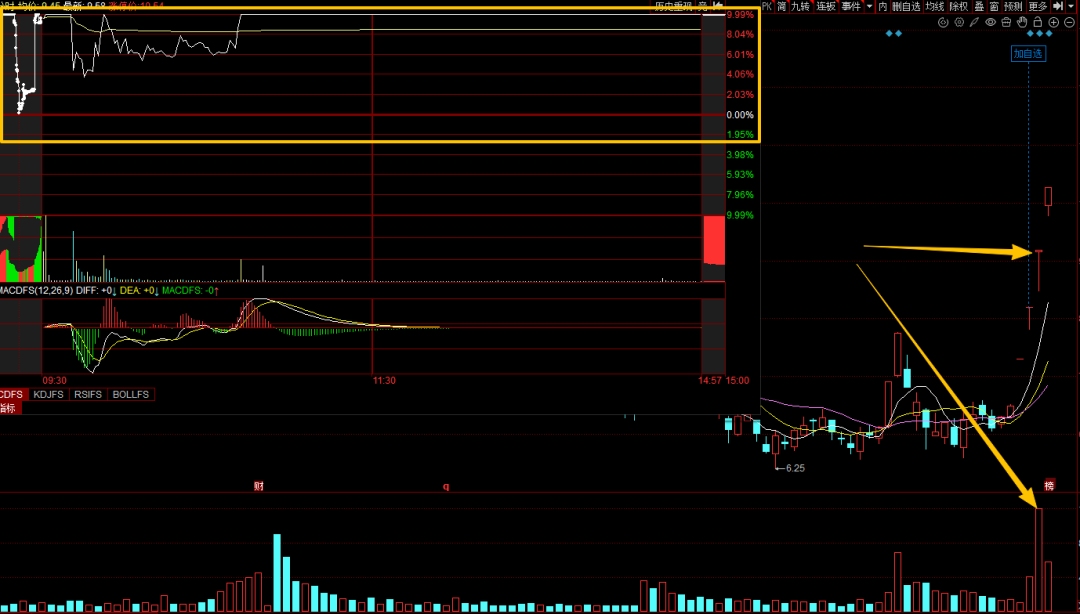 均价: 9.45 最新: 9.58 涨停价: 10.54
历史重现 亮
PK 简 九转 连板 事件 内 删自选 均线 除权 叠 窗 预测 更多
9.99%
8.04%
6.01%
4.06%
2.03%
0.00%
1.95%
3.98%
5.93%
7.96%
9.99%
加自选
MACDFS(12,26,9) DIFF: +0↓ DEA: +0↓ MACDFS: -0↑
09:30 11:30 14:57 15:00
CDFS KDJFS RSIFS BOLLFS
指标
←6.25
财 q 榜